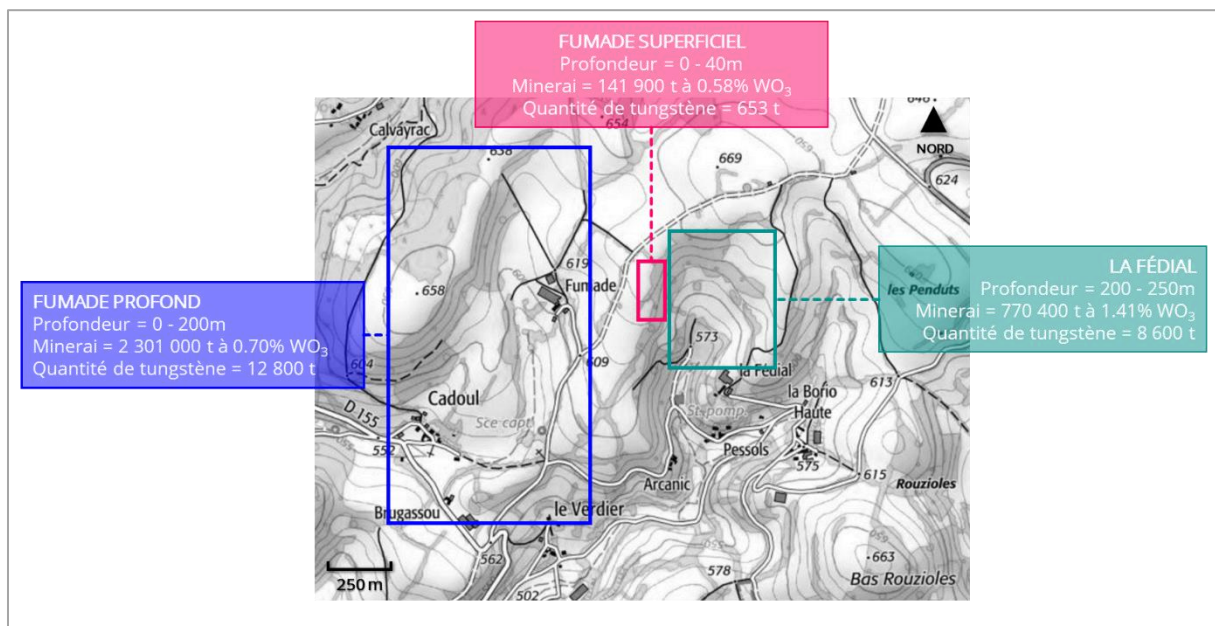 FUMADE SUPERFICIEL
Profondeur = 0 - 40m
Minerai = 141 900 t à 0.58% WO₃
Quantité de tungstène = 653 t
NORD
Calvayrac
638
654
669
624
FUMADE PROFOND
Profondeur = 0 - 200m
Minerai = 2 301 000 t à 0.70% WO₃
Quantité de tungstène = 12 800 t
658
619
Fumade
LA FÉDIAL
Profondeur = 200 - 250m
Minerai = 770 400 t à 1.41% WO₃
Quantité de tungstène = 8 600 t
les Penduts
573
604
609
la Fédial
613
Cadoul
la Borio
Haute
D 155
Sce capt.
St. pomp.
552
Pessols
575
615
Arcanic
Rouzioles
Brugassou
le Verdier
562
550
663
578
Bas Rouzioles
502
250 m